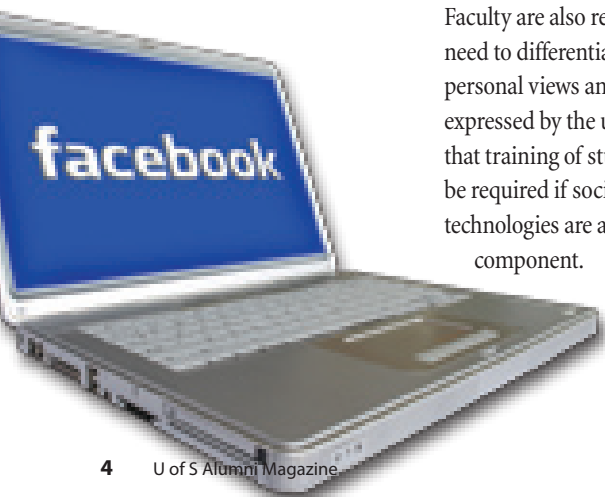 facebook
Faculty are also re
need to differentia
personal views an
expressed by the u
that training of stu
be required if soci
technologies are a
component.
4 U of S Alumni Magazine